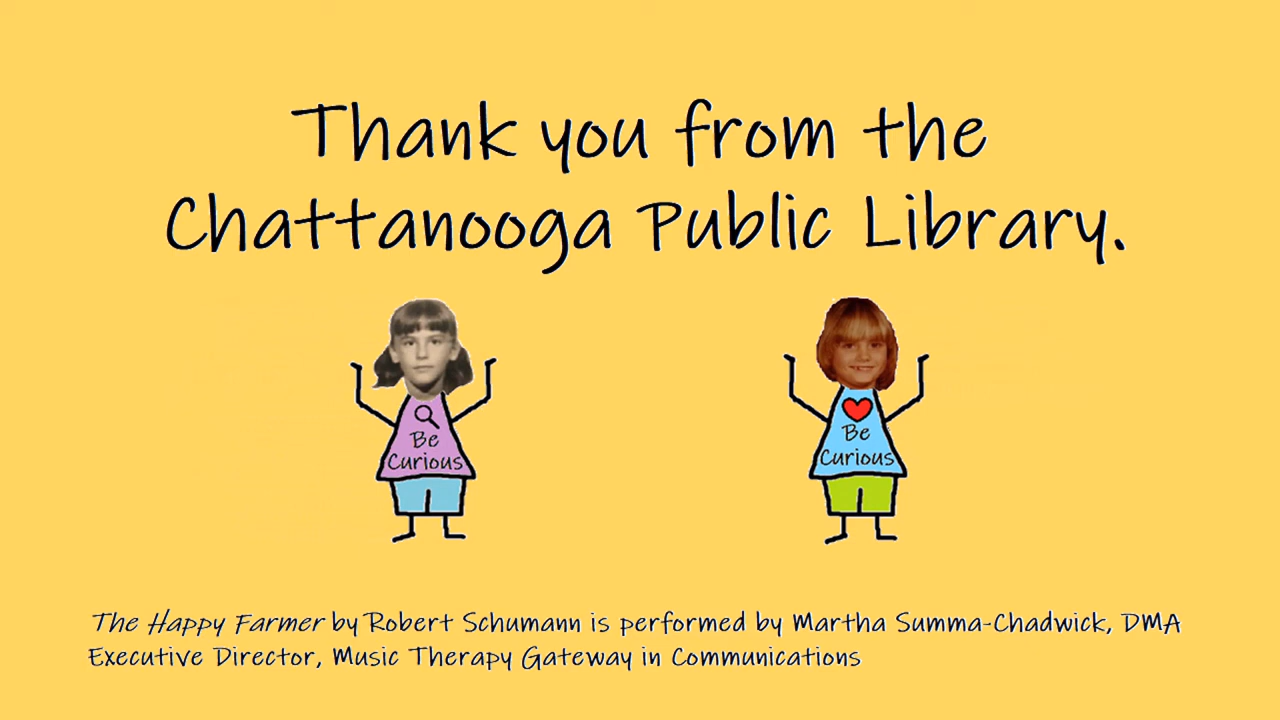 Thank you from the
Chattanooga Public Library.
Be
Curious
Be
Curious
The Happy Farmer by Robert Schumann is performed by Martha Summa-Chadwick, DMA
Executive Director, Music Therapy Gateway in Communications